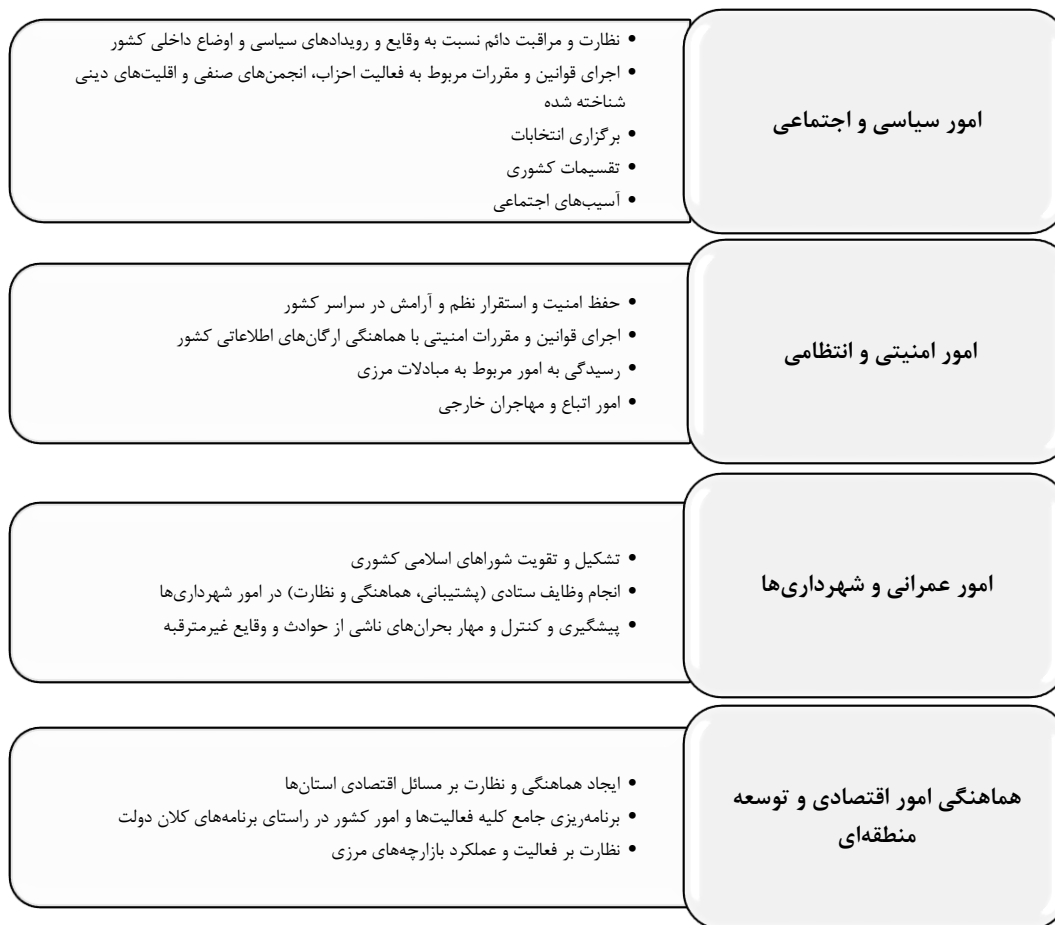 امور سیاسی و اجتماعی
• نظارت و مراقبت دائم نسبت به وقایع و رویدادهای سیاسی و اوضاع داخلی کشور
• اجرای قوانین و مقررات مربوط به فعالیت احزاب، انجمن‌های صنفی و اقلیت‌های دینی
شناخته شده
• برگزاری انتخابات
• تقسیمات کشوری
• آسیب‌های اجتماعی
امور امنیتی و انتظامی
• حفظ امنیت و استقرار نظم و آرامش در سراسر کشور
• اجرای قوانین و مقررات امنیتی با هماهنگی ارگان‌های اطلاعاتی کشور
• رسیدگی به امور مربوط به مبادلات مرزی
• امور اتباع و مهاجران خارجی
امور عمرانی و شهرداری‌ها
• تشکیل و تقویت شوراهای اسلامی کشوری
• انجام وظایف ستادی (پشتیبانی، هماهنگی و نظارت) در امور شهرداری‌ها
• پیشگیری و کنترل و مهار بحران‌های ناشی از حوادث و وقایع غیرمترقبه
هماهنگی امور اقتصادی و توسعه
منطقه‌ای
• ایجاد هماهنگی و نظارت بر مسائل اقتصادی استان‌ها
• برنامه‌ریزی جامع کلیه فعالیت‌ها و امور کشور در راستای برنامه‌های کلان دولت
• نظارت بر فعالیت و عملکرد بازارچه‌های مرزی